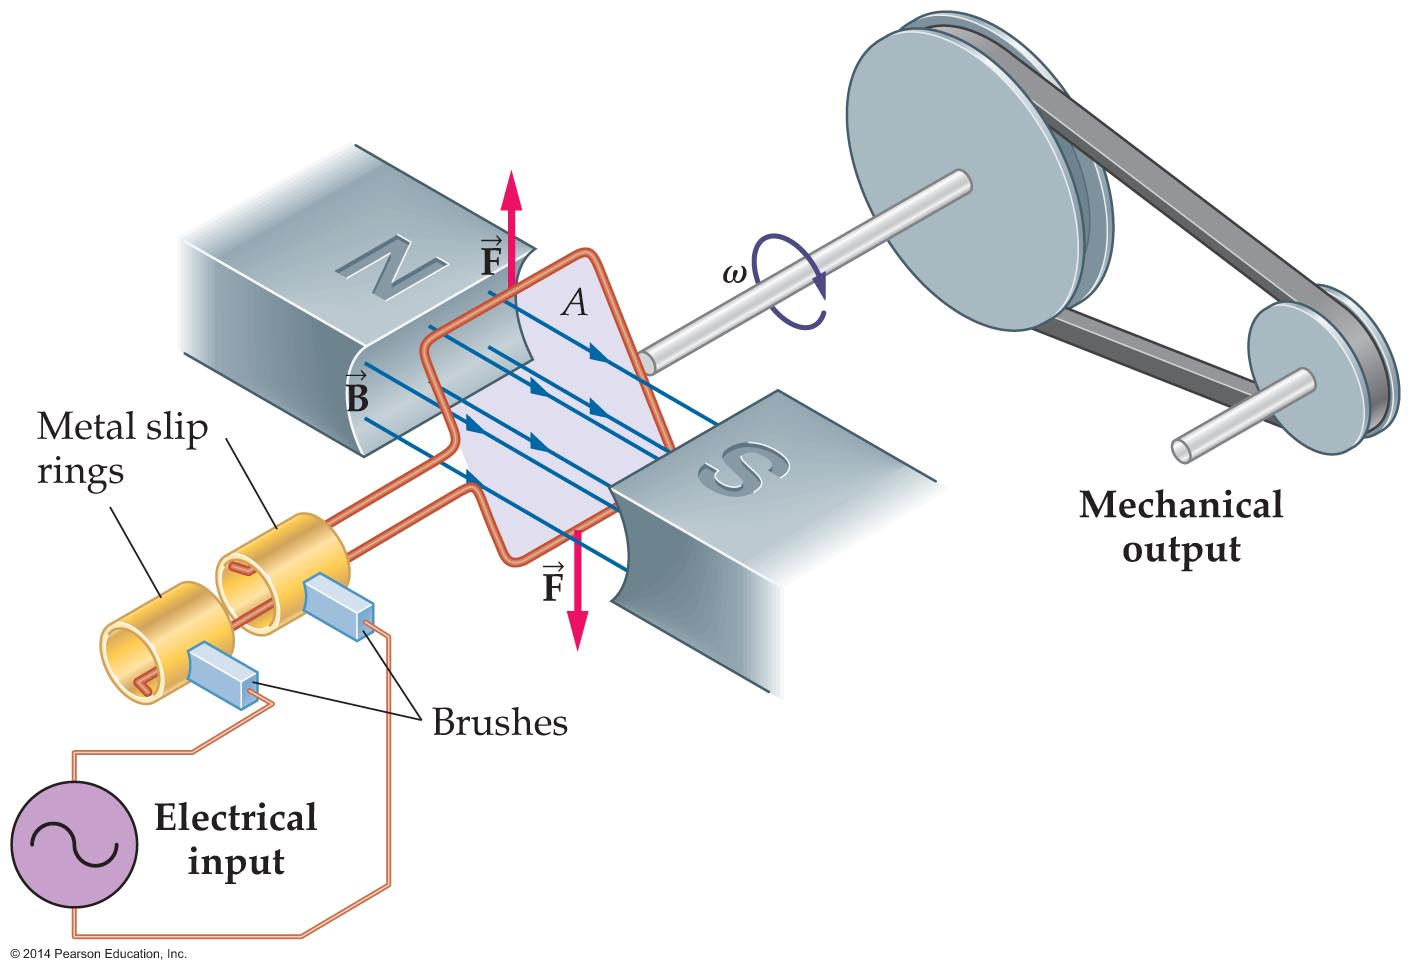 N
F
A
ω
B
S
Metal slip
rings
Mechanical
output
F
Brushes
Electrical
input
© 2014 Pearson Education, Inc.